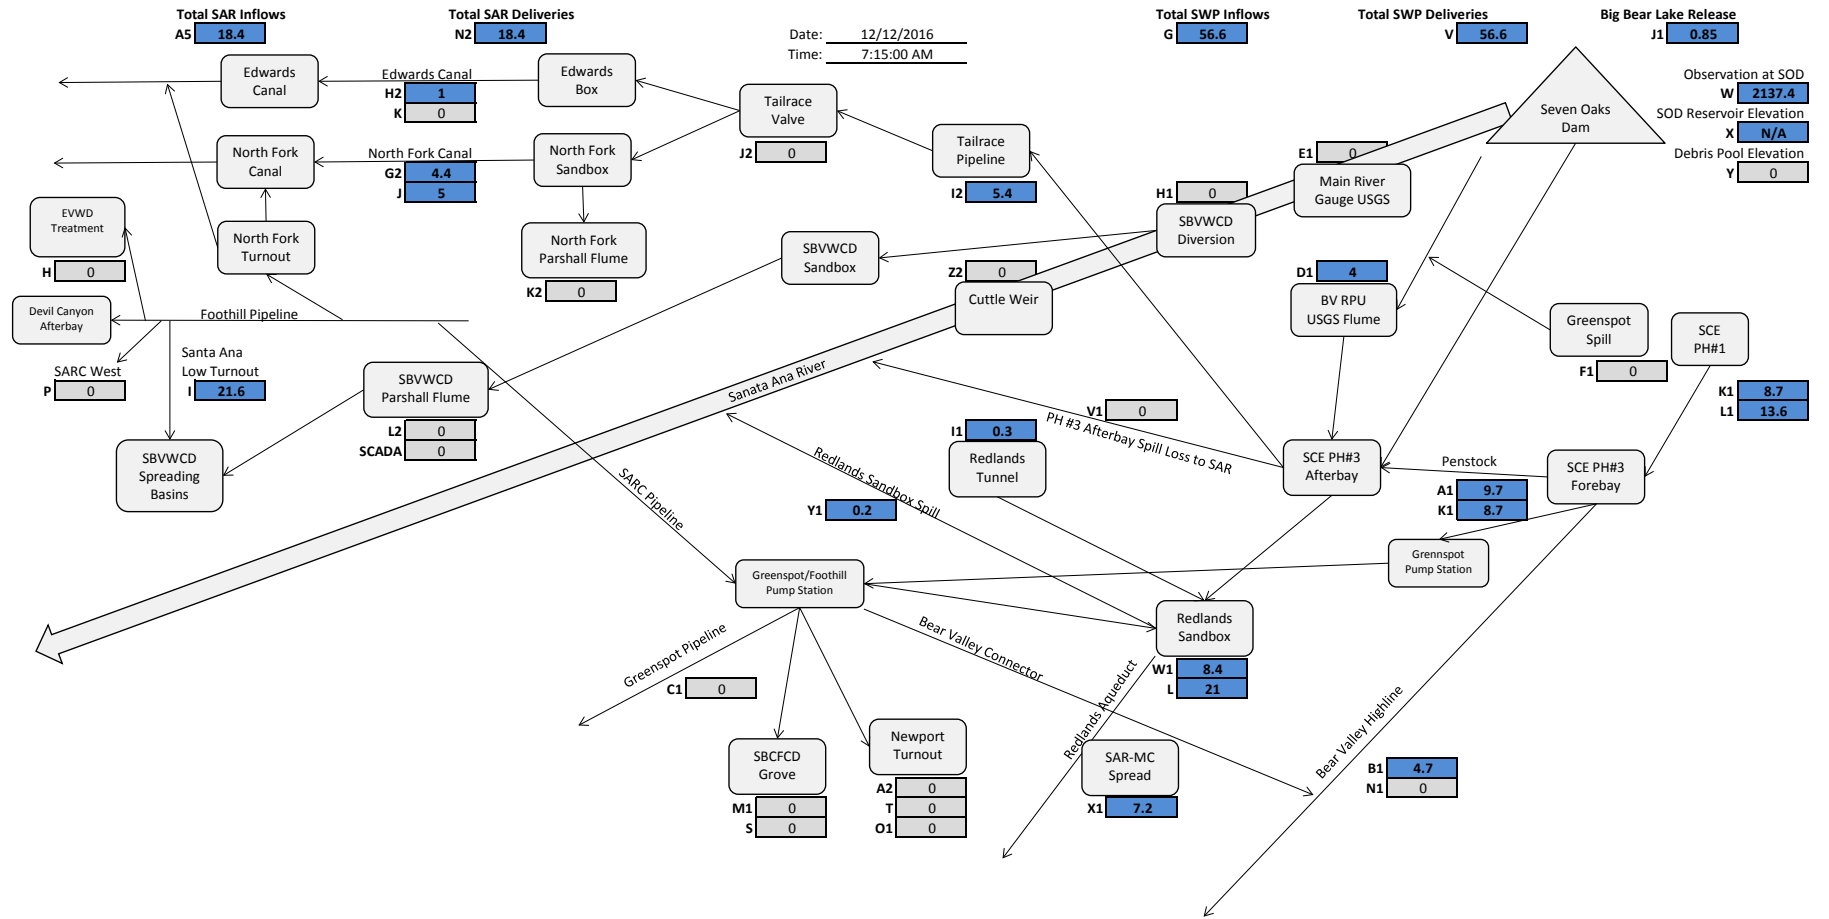 Total SAR Inflows
A5 18.4
Total SAR Deliveries
N2 18.4
Date: 12/12/2016
Time: 7:15:00 AM
Total SWP Inflows
G 56.6
Total SWP Deliveries
V 56.6
Big Bear Lake Release
J1 0.85
Edwards
Canal
Edwards Canal
H2 1
K 0
Edwards
Box
Tailrace
Valve
J2 0
Tailrace
Pipeline
I2 5.4
Seven Oaks
Dam
Observation at SOD
W 2137.4
SOD Reservoir Elevation
X N/A
Debris Pool Elevation
Y 0
North Fork
Canal
North Fork Canal
G2 4.4
J 5
North Fork
Sandbox
E1 0
Main River
Gauge USGS
H1 0
SBVWCD
Diversion
EVWD
Treatment
H 0
North Fork
Turnout
North Fork
Parshall Flume
K2 0
SBVWCD
Sandbox
Z2 0
Cuttle Weir
D1 4
BV RPU
USGS Flume
Greenspot
Spill
F1 0
SCE
PH#1
K1 8.7
L1 13.6
Devil Canyon
Afterbay
Foothill Pipeline
SARC West
P 0
Santa Ana
Low Turnout
I 21.6
SBVWCD
Parshall Flume
L2 0
SCADA 0
Sanata Ana River
V1 0
PH #3 Afterbay Spill Loss to SAR
I1 0.3
Redlands
Tunnel
SCE PH#3
Afterbay
Penstock
A1 9.7
K1 8.7
SCE PH#3
Forebay
SBVWCD
Spreading
Basins
SARC Pipeline
Redlands Sandbox Spill
Y1 0.2
Grennspot
Pump Station
Greenspot/Foothill
Pump Station
Redlands
Sandbox
W1 8.4
L 21
Greenspot Pipeline
C1 0
Bear Valley Connector
Redlands Aqueduct
Bear Valley Highline
SBCFCD
Grove
M1 0
S 0
Newport
Turnout
A2 0
T 0
O1 0
SAR-MC
Spread
X1 7.2
B1 4.7
N1 0